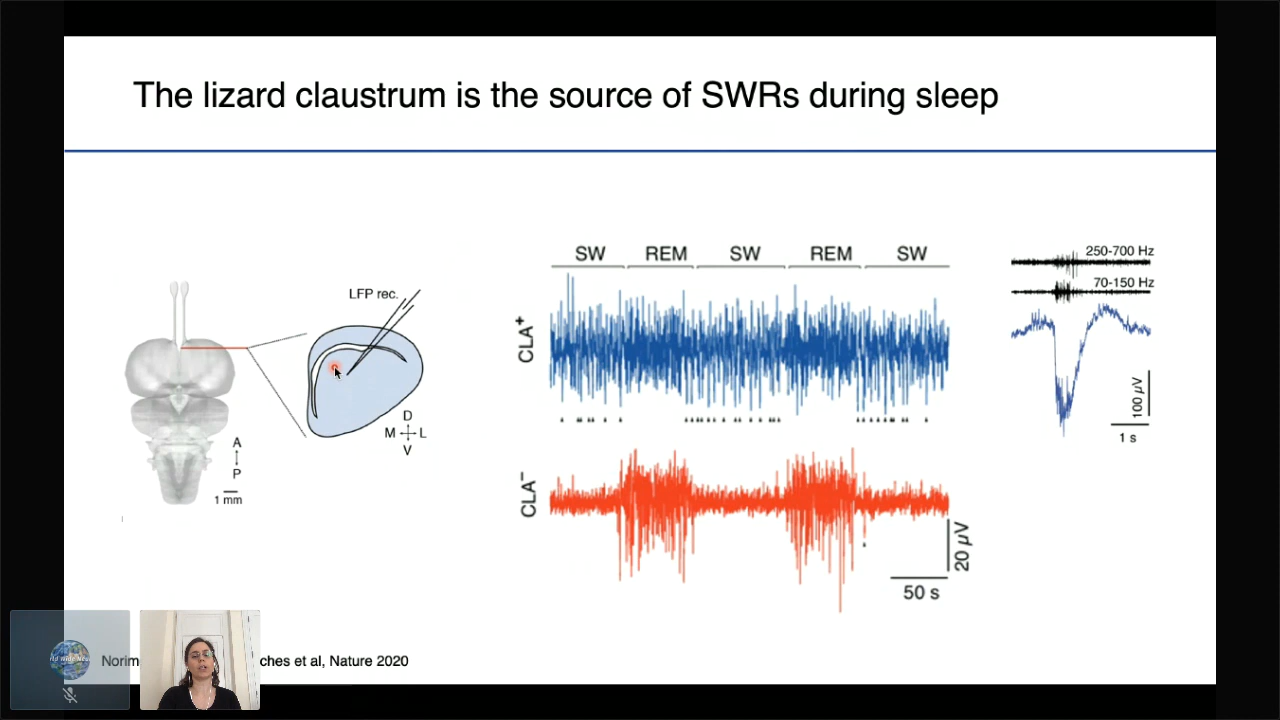 The lizard claustrum is the source of SWRs during sleep
LFP rec.
D
M L
V
A
P
1 mm
SW REM SW REM SW
CLA+
CLA−
20 µV
50 s
250-700 Hz
70-150 Hz
100 µV
1 s
et al, Nature 2020